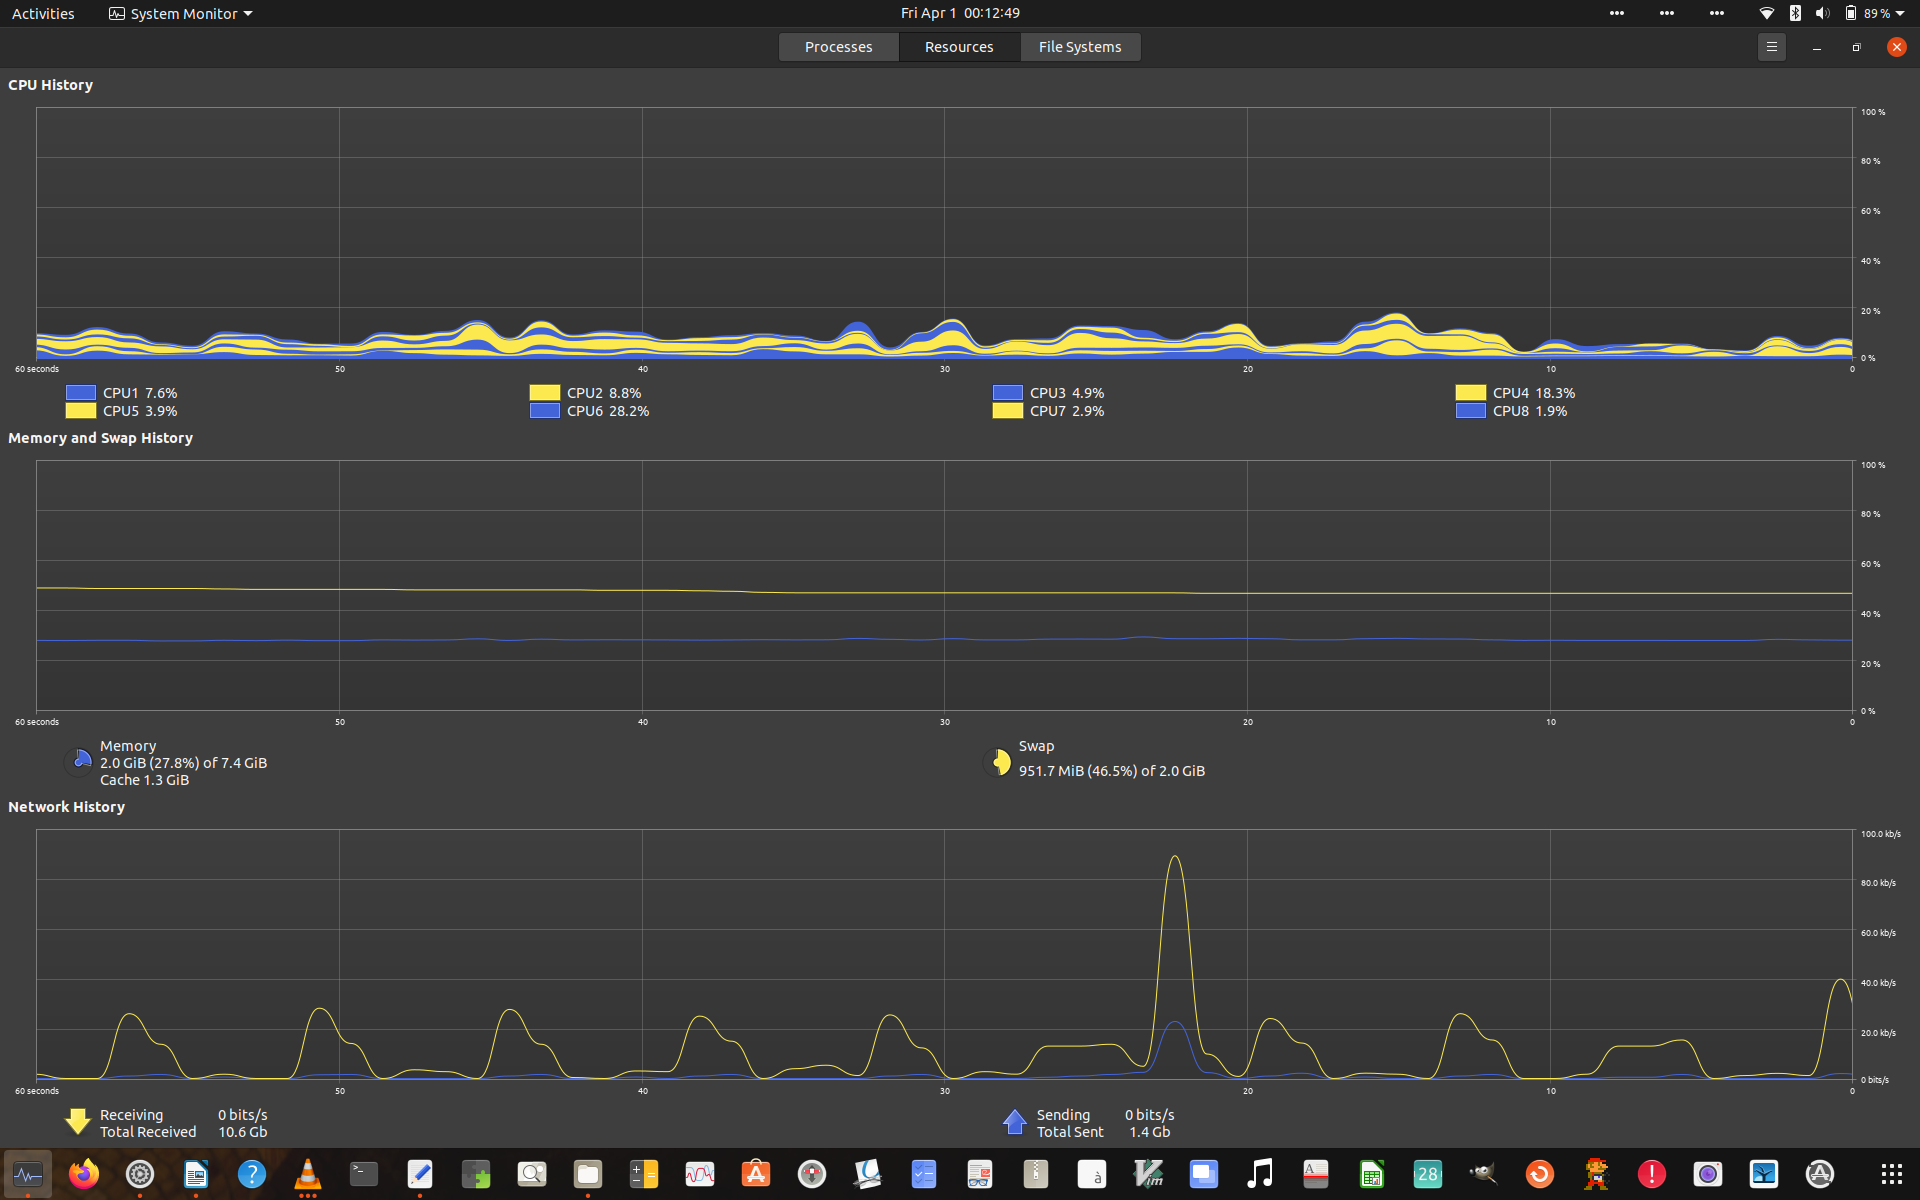 Activities System Monitor Fri Apr 1 00:12:49 89 %
Processes Resources File Systems
CPU History
100 %
80 %
60 %
40 %
20 %
0 %
60 seconds 50 40 30 20 10 0
CPU1 7.6% CPU2 8.8% CPU3 4.9% CPU4 18.3%
CPU5 3.9% CPU6 28.2% CPU7 2.9% CPU8 1.9%
Memory and Swap History
100 %
80 %
60 %
40 %
20 %
0 %
60 seconds 50 40 30 20 10 0
Memory
2.0 GiB (27.8%) of 7.4 GiB
Cache 1.3 GiB
Swap
951.7 MiB (46.5%) of 2.0 GiB
Network History
100.0 kb/s
80.0 kb/s
60.0 kb/s
40.0 kb/s
20.0 kb/s
0 bits/s
60 seconds 50 40 30 20 10 0
Receiving 0 bits/s
Total Received 10.6 Gb
Sending 0 bits/s
Total Sent 1.4 Gb
? >_ à Vim A 28 !